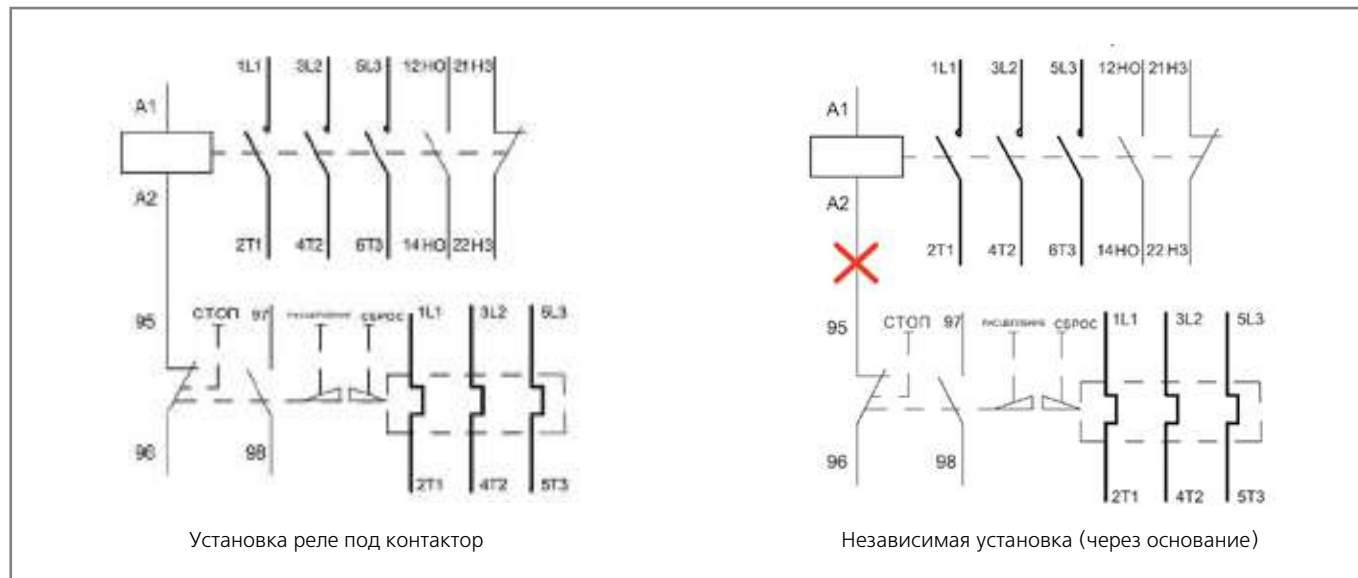 1L1 3L2 5L3 12НО 21НЗ
A1
A2
2T1 4T2 6T3 14НО 22НЗ
95 СТОП 97 РАСЦЕПЛЕНИЕ СБРОС 1L1 3L2 5L3
96 98
2T1 4T2 5T3
Установка реле под контактор
1L1 3L2 5L3 12НО 21НЗ
A1
A2
2T1 4T2 6T3 14НО 22НЗ
95 СТОП 97 РАСЦЕПЛЕНИЕ СБРОС 1L1 3L2 5L3
96 98
2T1 4T2 5T3
Независимая установка (через основание)